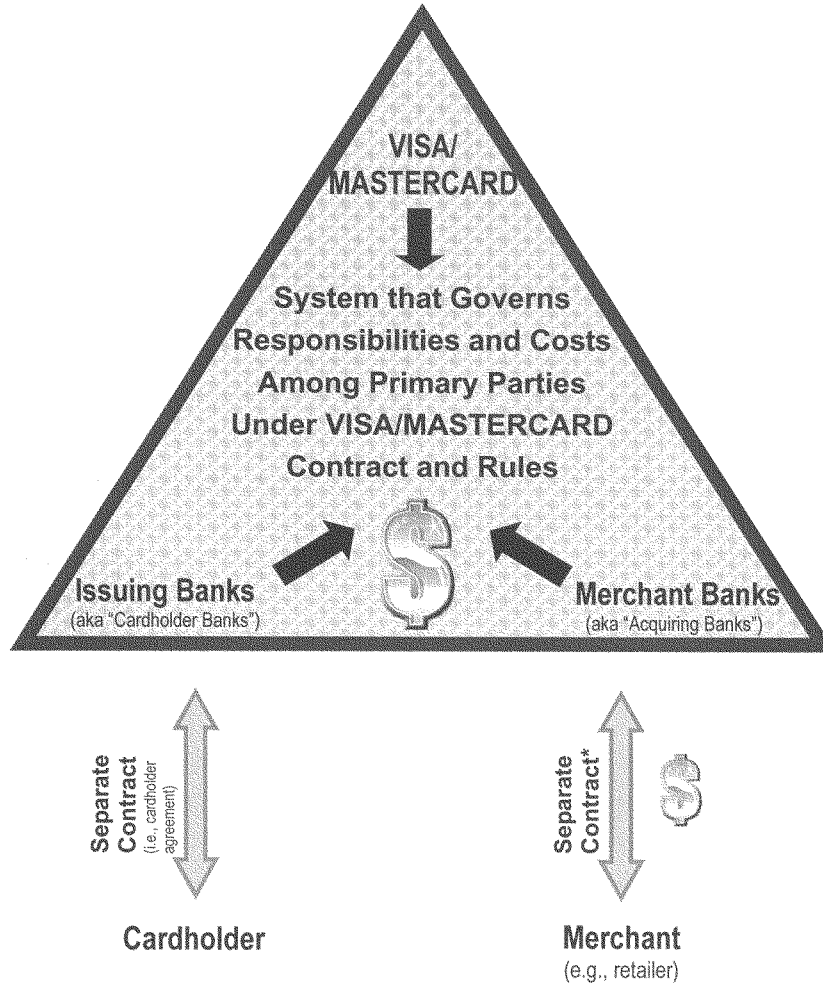 VISA/
MASTERCARD
System that Governs
Responsibilities and Costs
Among Primary Parties
Under VISA/MASTERCARD
Contract and Rules
$
Issuing Banks
(aka "Cardholder Banks")
Merchant Banks
(aka "Acquiring Banks")
Separate
Contract
(i.e., cardholder
agreement)
Separate
Contract*
$
Cardholder
Merchant
(e.g., retailer)